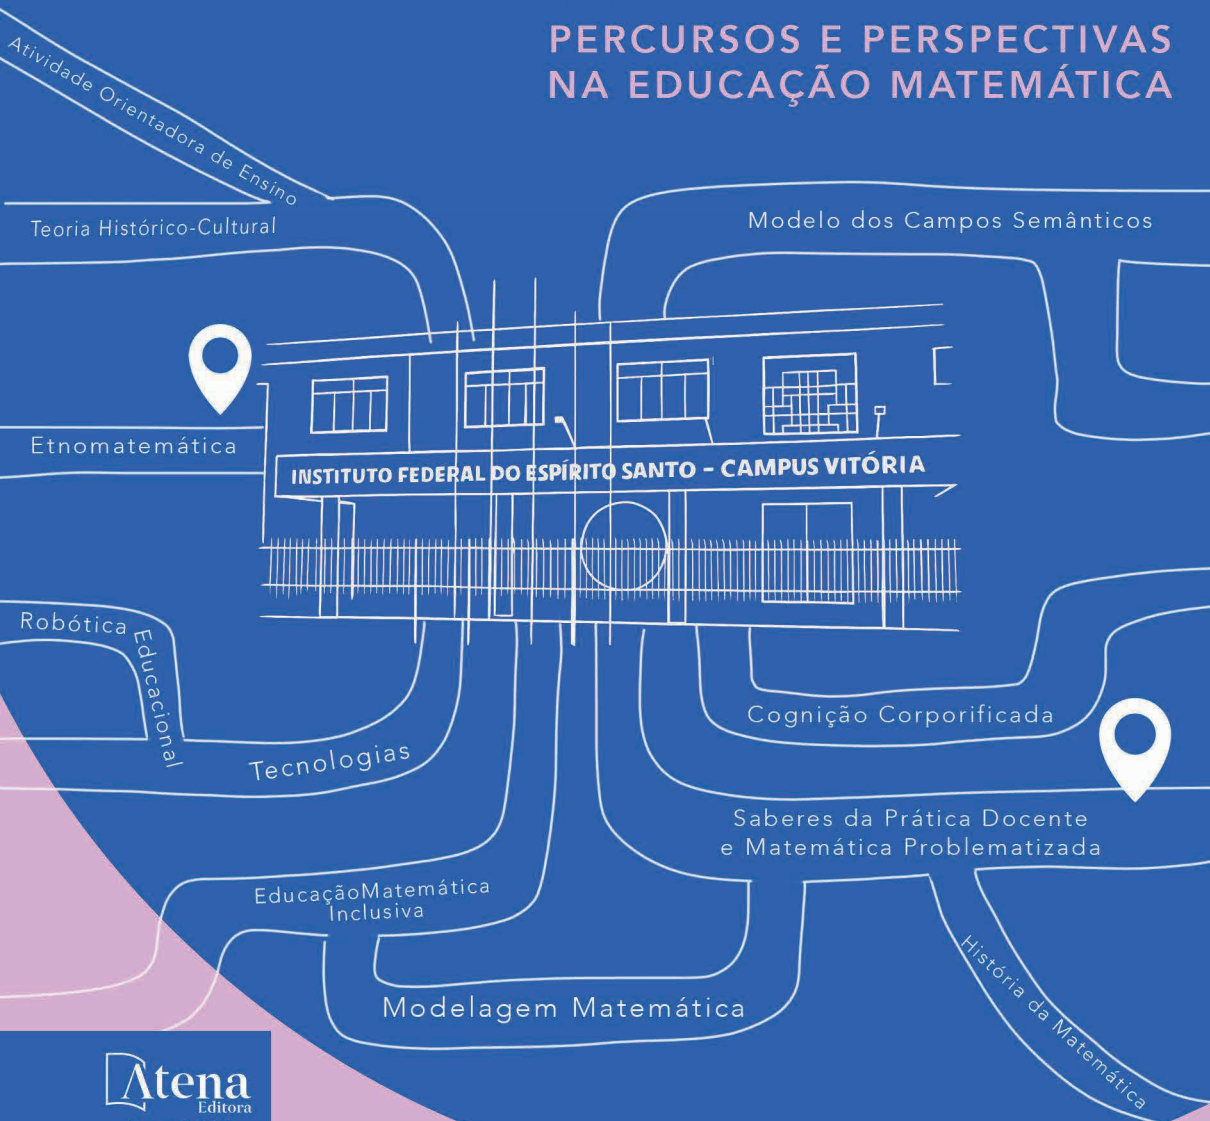 PERCURSOS E PERSPECTIVAS
NA EDUCAÇÃO MATEMÁTICA
Atividade Orientadora de Ensino
Teoria Histórico-Cultural
Modelo dos Campos Semânticos
Etnomatemática
INSTITUTO FEDERAL DO ESPÍRITO SANTO - CAMPUS VITÓRIA
Robótica Educacional
Tecnologias
Cognição Corporificada
Saberes da Prática Docente
e Matemática Problematizada
EducaçãoMatemática
Inclusiva
Modelagem Matemática
História da Matemática
Atena
Editora